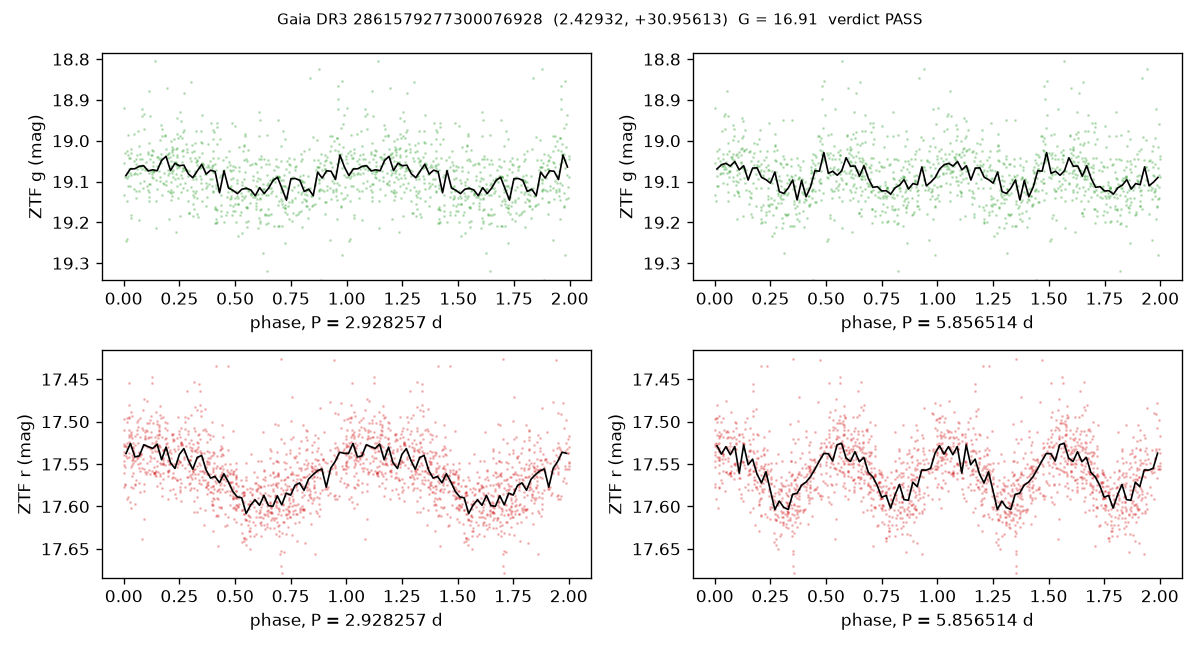 Gaia DR3 2861579277300076928  (2.42932, +30.95613)  G = 16.91  verdict PASS
ZTF g (mag)
18.8
18.9
19.0
19.1
19.2
19.3
0.00 0.25 0.50 0.75 1.00 1.25 1.50 1.75 2.00
phase, P = 2.928257 d
ZTF g (mag)
18.8
18.9
19.0
19.1
19.2
19.3
0.00 0.25 0.50 0.75 1.00 1.25 1.50 1.75 2.00
phase, P = 5.856514 d
ZTF r (mag)
17.45
17.50
17.55
17.60
17.65
0.00 0.25 0.50 0.75 1.00 1.25 1.50 1.75 2.00
phase, P = 2.928257 d
ZTF r (mag)
17.45
17.50
17.55
17.60
17.65
0.00 0.25 0.50 0.75 1.00 1.25 1.50 1.75 2.00
phase, P = 5.856514 d